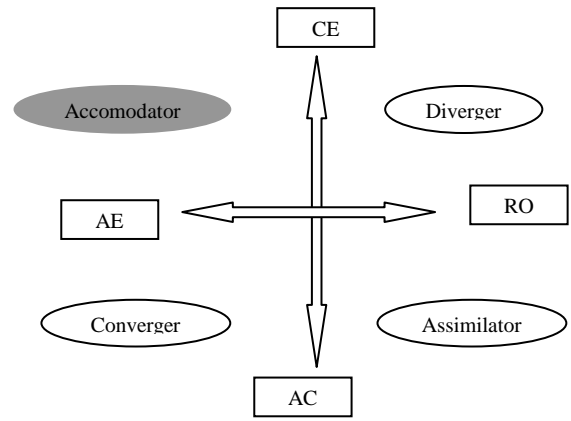 CE
Accomodator
Diverger
AE
RO
Converger
Assimilator
AC